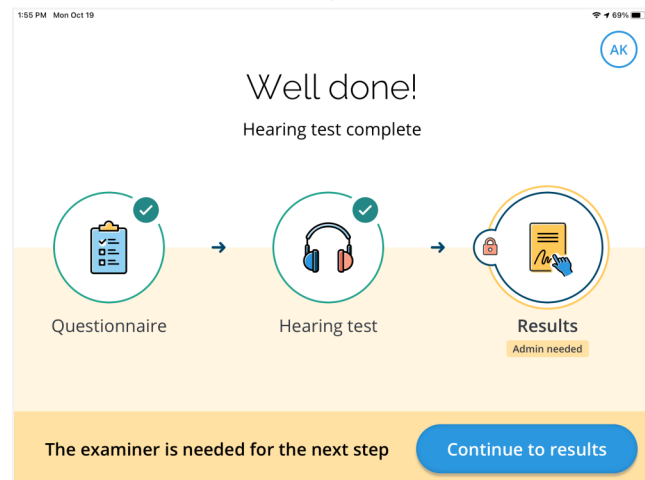 1:55 PM Mon Oct 19
69%
AK
Well done!
Hearing test complete
Questionnaire
Hearing test
Results
Admin needed
The examiner is needed for the next step
Continue to results